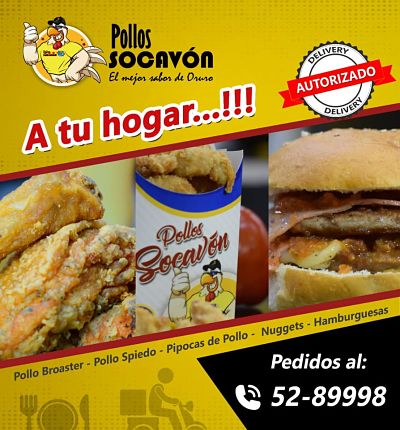 Pollos
SOCAVÓN
El mejor sabor de Oruro
DELIVERY
AUTORIZADO
DELIVERY
A tu hogar...!!!
Pollos
Socavón
Pollo Broaster - Pollo Spiedo - Pipocas de Pollo - Nuggets - Hamburguesas
Pedidos al:
52-89998